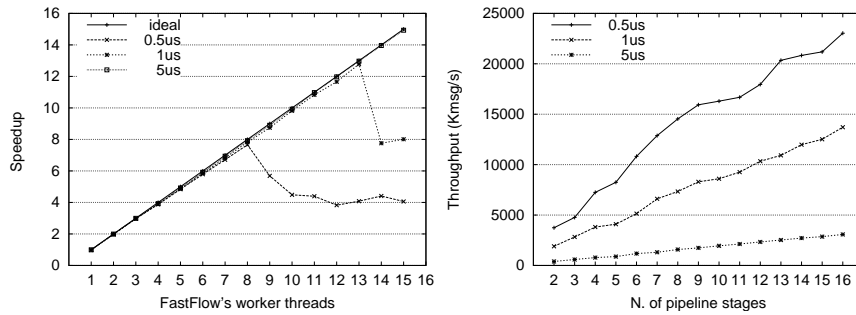 Speedup
16
14
12
10
8
6
4
2
0
ideal
0.5us
1us
5us
1 2 3 4 5 6 7 8 9 10 11 12 13 14 15 16
FastFlow's worker threads
Throughput (Kmsg/s)
25000
20000
15000
10000
5000
0
0.5us
1us
5us
2 3 4 5 6 7 8 9 10 11 12 13 14 15 16
N. of pipeline stages